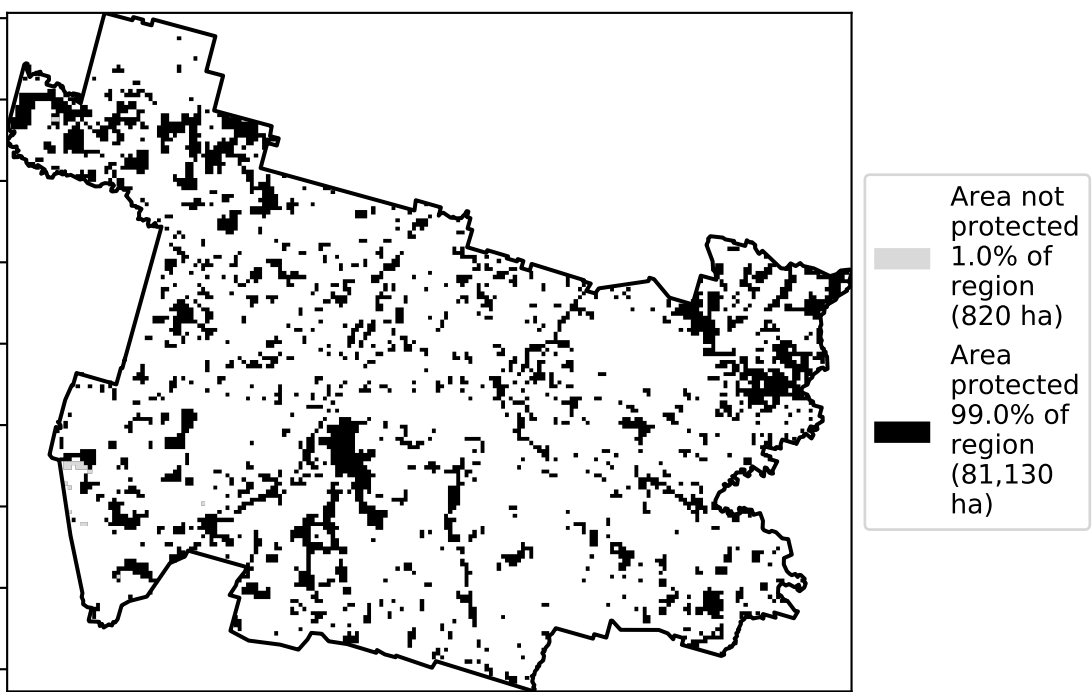 Area not
protected
1.0% of
region
(820 ha)
Area
protected
99.0% of
region
(81,130
ha)